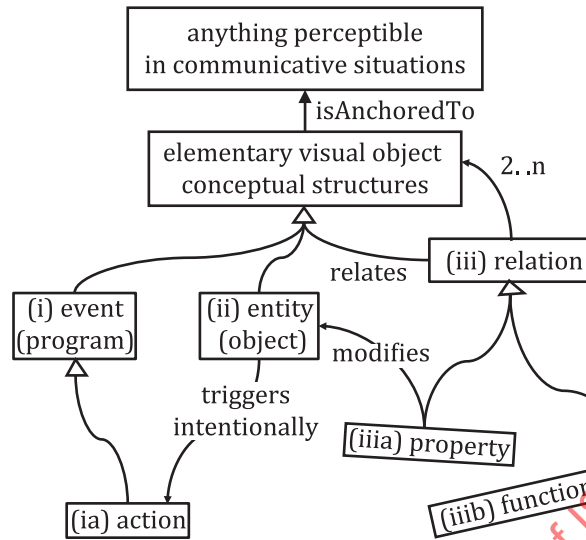 anything perceptible
in communicative situations
isAnchoredTo
elementary visual object
conceptual structures
2..n
relates
(iii) relation
(i) event
(program)
(ii) entity
(object)
modifies
triggers
intentionally
(iiia) property
(iiib) function
(ia) action